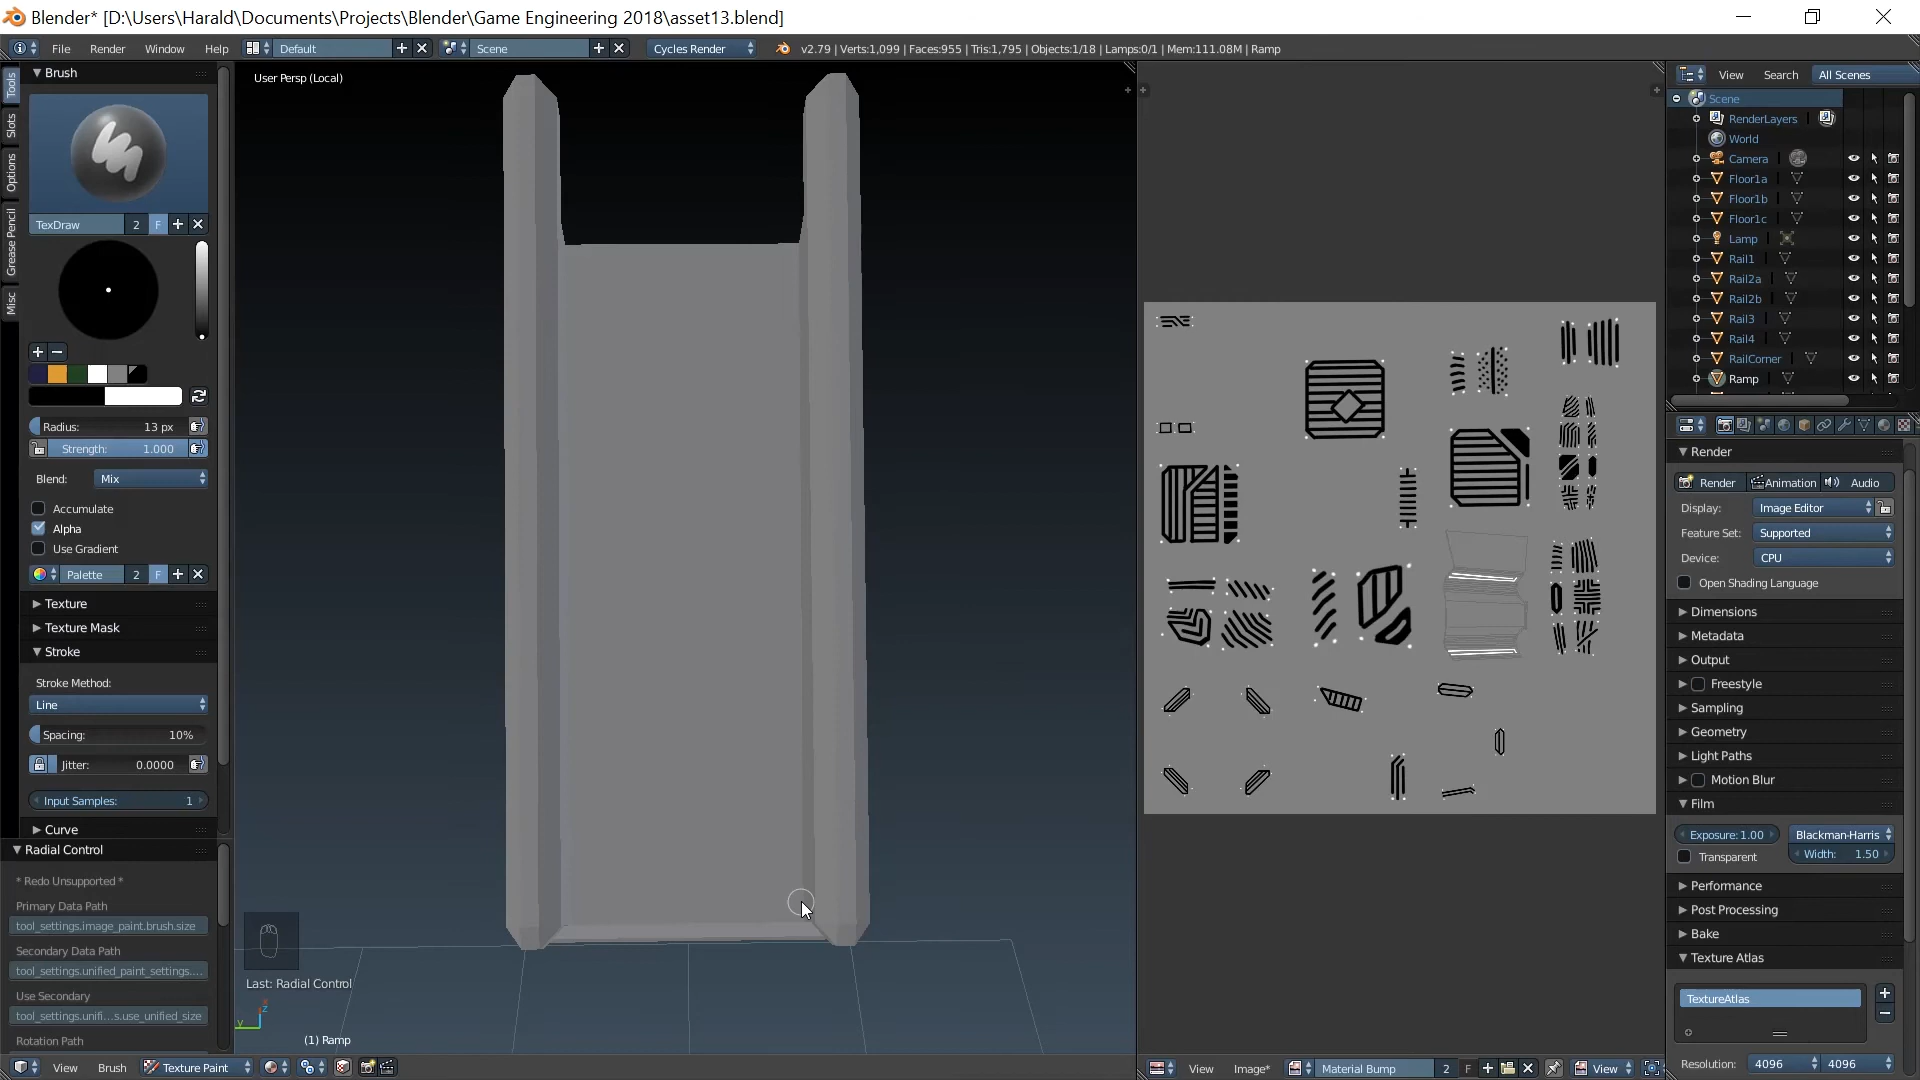 Blender* [D:\Users\Harald\Documents\Projects\Blender\Game Engineering 2018\asset13.blend]
File Render Window Help Default Scene Cycles Render v2.79 | Verts:1,099 | Faces:955 | Tris:1,795 | Objects:1/18 | Lamps:0/1 | Mem:111.08M | Ramp
Tools
Slots
Options
Grease Pencil
Misc
Brush
TexDraw 2 F
Radius: 13 px
Strength: 1.000
Blend: Mix
Accumulate
Alpha
Use Gradient
Palette 2 F
Texture
Texture Mask
Stroke
Stroke Method:
Line
Spacing: 10%
Jitter: 0.0000
Input Samples: 1
Curve
Radial Control
* Redo Unsupported *
Primary Data Path
tool_settings.image_paint.brush.size
Secondary Data Path
tool_settings.unified_paint_settings....
Use Secondary
tool_settings.unifi...s.use_unified_size
Rotation Path
User Persp (Local)
Last: Radial Control
z
y
(1) Ramp
View Brush Texture Paint
View Image* Material Bump 2 F View
View Search All Scenes
Scene
RenderLayers
World
Camera
Floor1a
Floor1b
Floor1c
Lamp
Rail1
Rail2a
Rail2b
Rail3
Rail4
RailCorner
Ramp
Render
Render Animation Audio
Display: Image Editor
Feature Set: Supported
Device: CPU
Open Shading Language
Dimensions
Metadata
Output
Freestyle
Sampling
Geometry
Light Paths
Motion Blur
Film
Exposure: 1.00 Blackman-Harris
Transparent Width: 1.50
Performance
Post Processing
Bake
Texture Atlas
TextureAtlas
Resolution: 4096 4096